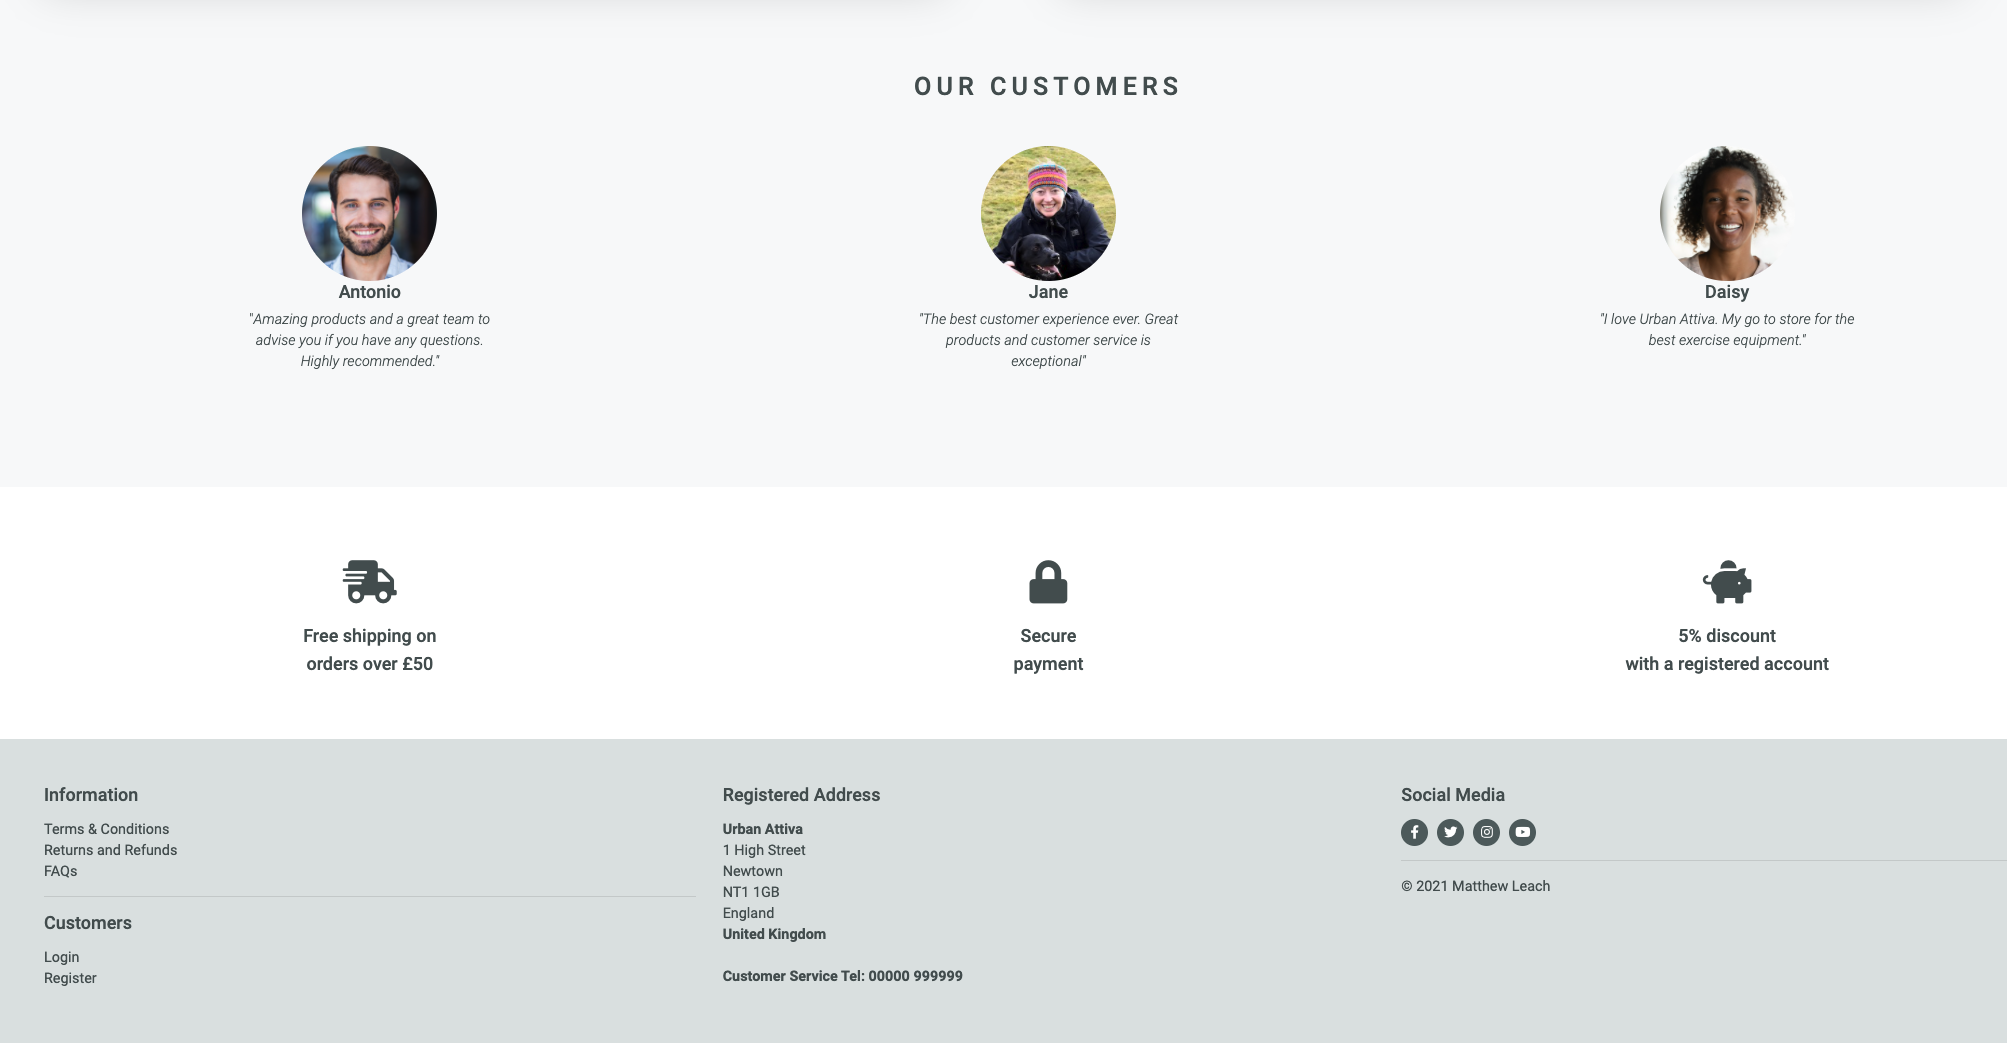 OUR CUSTOMERS
Antonio
"Amazing products and a great team to
advise you if you have any questions.
Highly recommended."
Jane
"The best customer experience ever. Great
products and customer service is
exceptional"
Daisy
"I love Urban Attiva. My go to store for the
best exercise equipment."
Free shipping on
orders over £50
Secure
payment
5% discount
with a registered account
Information
Terms & Conditions
Returns and Refunds
FAQs
Customers
Login
Register
Registered Address
Urban Attiva
1 High Street
Newtown
NT1 1GB
England
United Kingdom
Customer Service Tel: 00000 999999
Social Media
© 2021 Matthew Leach